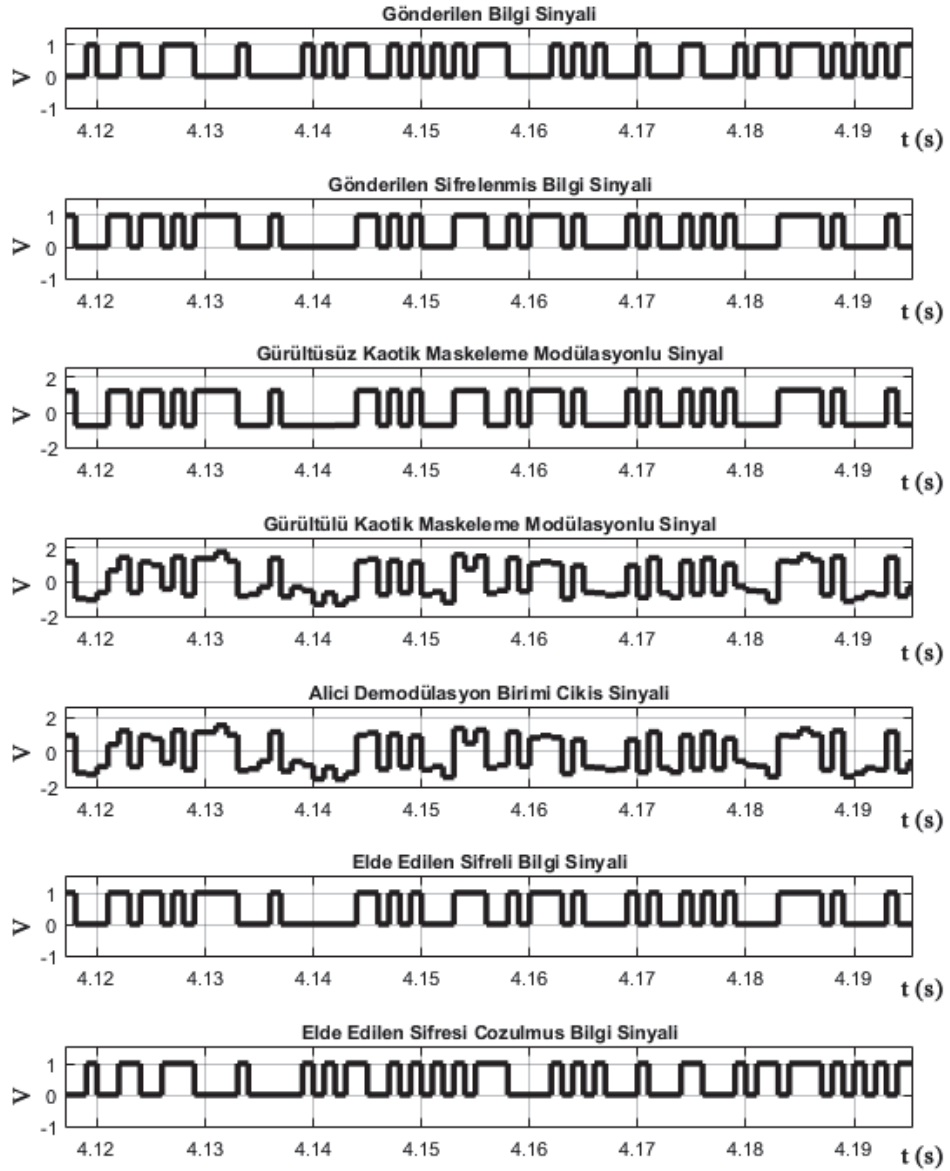 Gönderilen Bilgi Sinyali
1
0
-1
V
4.12 4.13 4.14 4.15 4.16 4.17 4.18 4.19
t (s)
Gönderilen Sifrelenmis Bilgi Sinyali
1
0
-1
V
4.12 4.13 4.14 4.15 4.16 4.17 4.18 4.19
t (s)
Gürültüsüz Kaotik Maskeleme Modülasyonlu Sinyal
2
0
-2
V
4.12 4.13 4.14 4.15 4.16 4.17 4.18 4.19
t (s)
Gürültülü Kaotik Maskeleme Modülasyonlu Sinyal
2
0
-2
V
4.12 4.13 4.14 4.15 4.16 4.17 4.18 4.19
t (s)
Alici Demodülasyon Birimi Cikis Sinyali
2
0
-2
V
4.12 4.13 4.14 4.15 4.16 4.17 4.18 4.19
t (s)
Elde Edilen Sifreli Bilgi Sinyali
1
0
-1
V
4.12 4.13 4.14 4.15 4.16 4.17 4.18 4.19
t (s)
Elde Edilen Sifresi Cozulmus Bilgi Sinyali
1
0
-1
V
4.12 4.13 4.14 4.15 4.16 4.17 4.18 4.19
t (s)